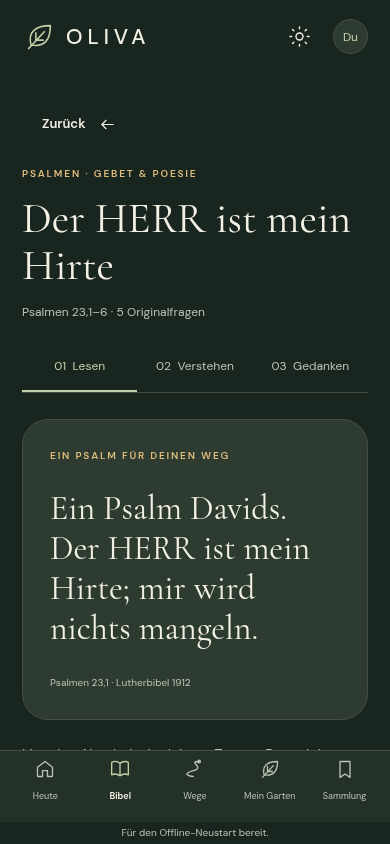 OLIVA
Du
Zurück ←
PSALMEN · GEBET & POESIE
Der HERR ist mein
Hirte
Psalmen 23,1–6 · 5 Originalfragen
01 Lesen
02 Verstehen
03 Gedanken
EIN PSALM FÜR DEINEN WEG
Ein Psalm Davids.
Der HERR ist mein
Hirte; mir wird
nichts mangeln.
Psalmen 23,1 · Lutherbibel 1912
Heute
Bibel
Wege
Mein Garten
Sammlung
Für den Offline-Neustart bereit.